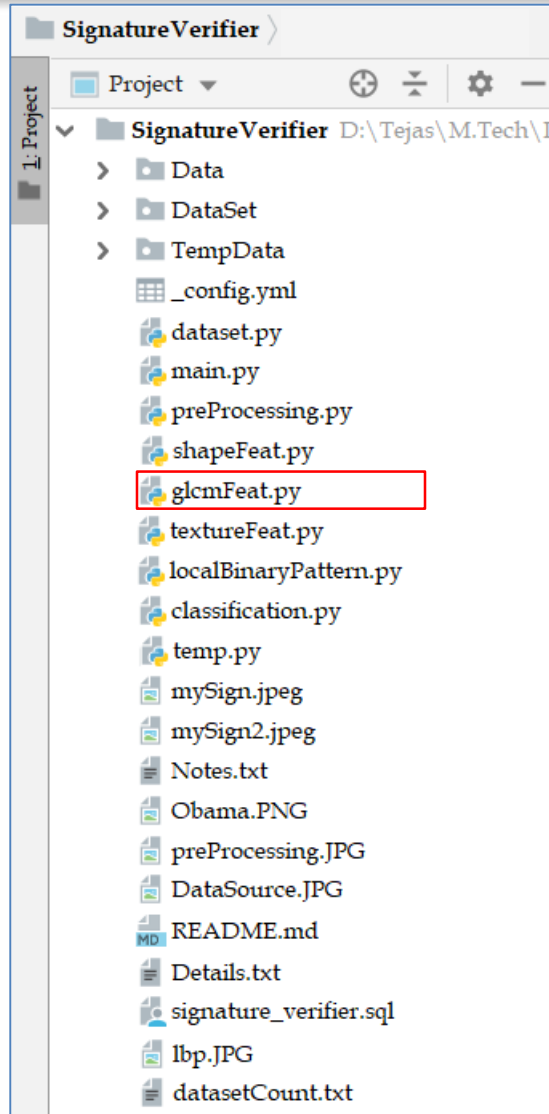 SignatureVerifier
1: Project
Project
SignatureVerifier D:\Tejas\M.Tech\
Data
DataSet
TempData
_config.yml
dataset.py
main.py
preProcessing.py
shapeFeat.py
glcmFeat.py
textureFeat.py
localBinaryPattern.py
classification.py
temp.py
mySign.jpeg
mySign2.jpeg
Notes.txt
Obama.PNG
preProcessing.JPG
DataSource.JPG
MD README.md
Details.txt
signature_verifier.sql
lbp.JPG
datasetCount.txt